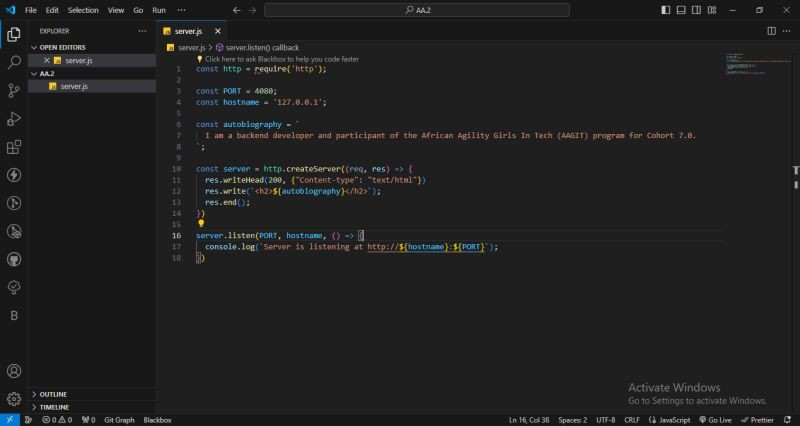 File Edit Selection View Go Run ···
AA.2
EXPLORER ···
OPEN EDITORS
server.js
AA.2
server.js
OUTLINE
TIMELINE
server.js
server.js > server.listen() callback
Click here to ask Blackbox to help you code faster
1 const http = require('http');
2
3 const PORT = 4080;
4 const hostname = '127.0.0.1';
5
6 const autobiography = `
7 I am a backend developer and participant of the African Agility Girls In Tech (AAGIT) program for Cohort 7.0.
8 `;
9
10 const server = http.createServer((req, res) => {
11 res.writeHead(200, {"Content-type": "text/html"})
12 res.write(`<h2>${autobiography}</h2>`);
13 res.end();
14 })
15
16 server.listen(PORT, hostname, () => {
17 console.log(`Server is listening at http://${hostname}:${PORT}`);
18 })
Activate Windows
Go to Settings to activate Windows.
0 0 0 Git Graph Blackbox Ln 16, Col 38 Spaces: 2 UTF-8 CRLF JavaScript Go Live Prettier